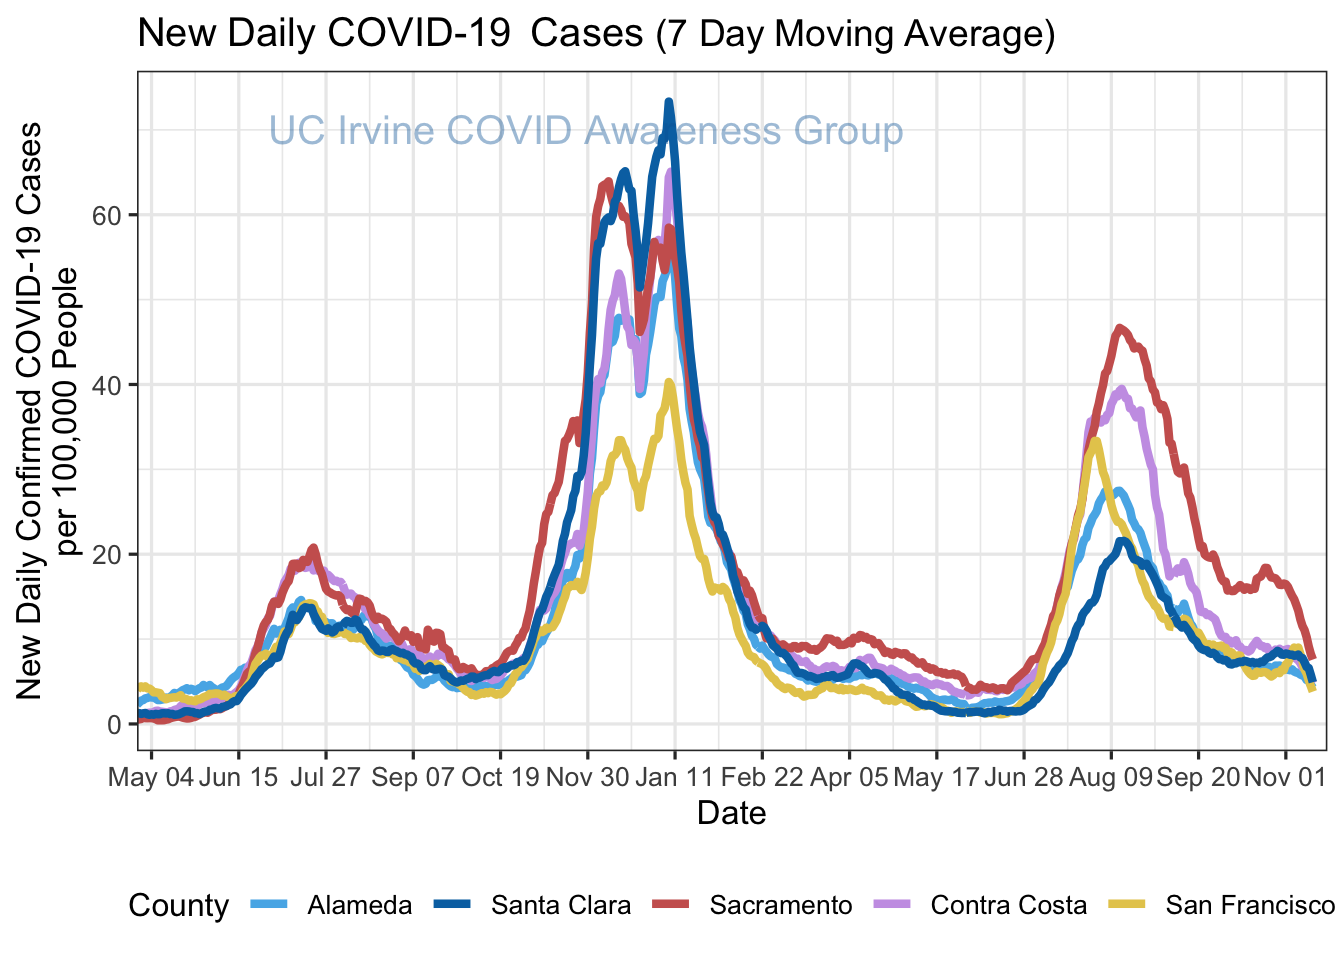 New Daily COVID-19 Cases (7 Day Moving Average)
UC Irvine COVID Awareness Group
New Daily Confirmed COVID-19 Cases
per 100,000 People
60
40
20
0
May 04 Jun 15 Jul 27 Sep 07 Oct 19 Nov 30 Jan 11 Feb 22 Apr 05 May 17 Jun 28 Aug 09 Sep 20 Nov 01
Date
County Alameda Santa Clara Sacramento Contra Costa San Francisco